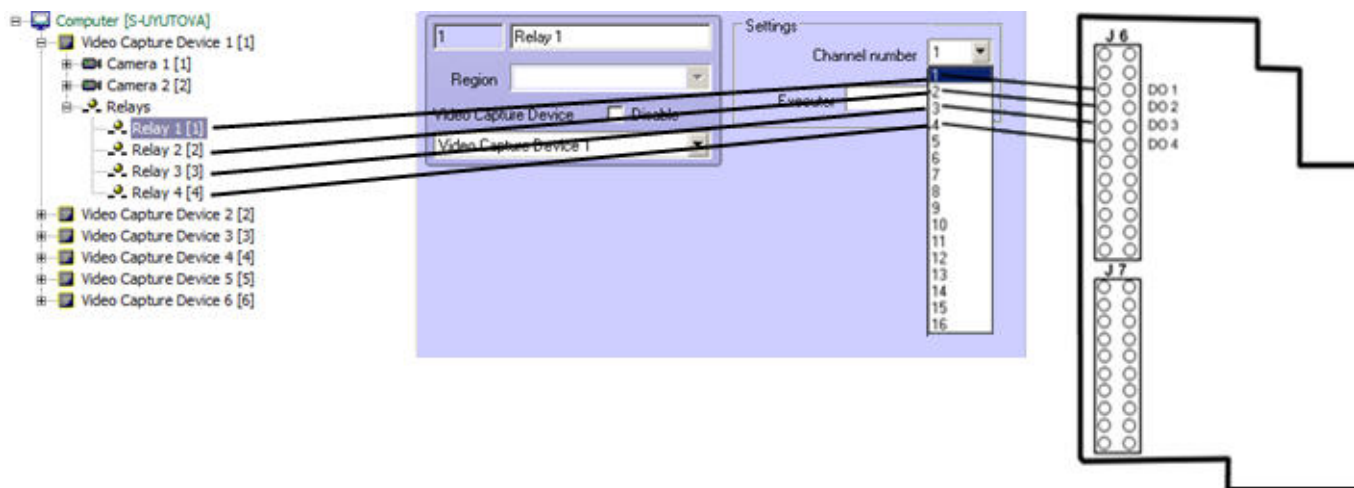 Computer [S-UYUTOVA]
Video Capture Device 1 [1]
Camera 1 [1]
Camera 2 [2]
Relays
Relay 1 [1]
Relay 2 [2]
Relay 3 [3]
Relay 4 [4]
Video Capture Device 2 [2]
Video Capture Device 3 [3]
Video Capture Device 4 [4]
Video Capture Device 5 [5]
Video Capture Device 6 [6]
1 Relay 1
Region
Video Capture Device Disable
Video Capture Device 1
Settings
Channel number 1
Executer
1
2
3
4
5
6
7
8
9
10
11
12
13
14
15
16
J 6
DO 1
DO 2
DO 3
DO 4
J 7